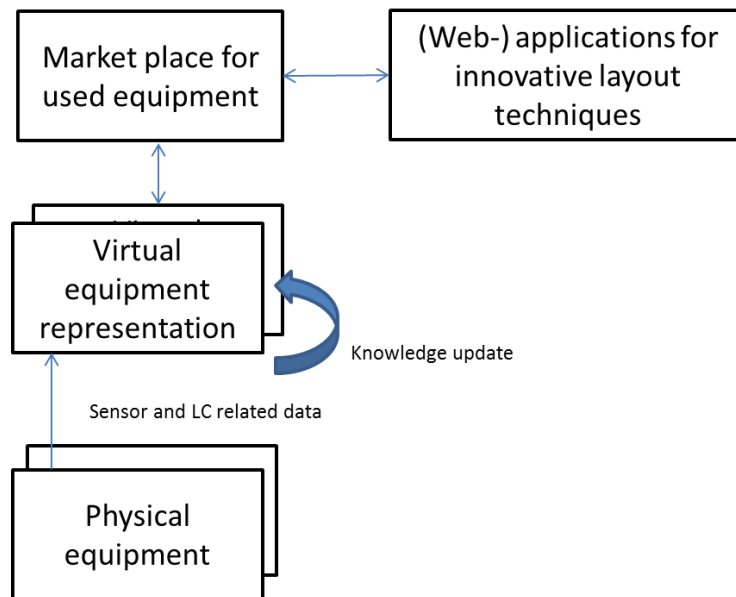 Market place for
used equipment
(Web-) applications for
innovative layout
techniques
Virtual
equipment
representation
Knowledge update
Sensor and LC related data
Physical
equipment